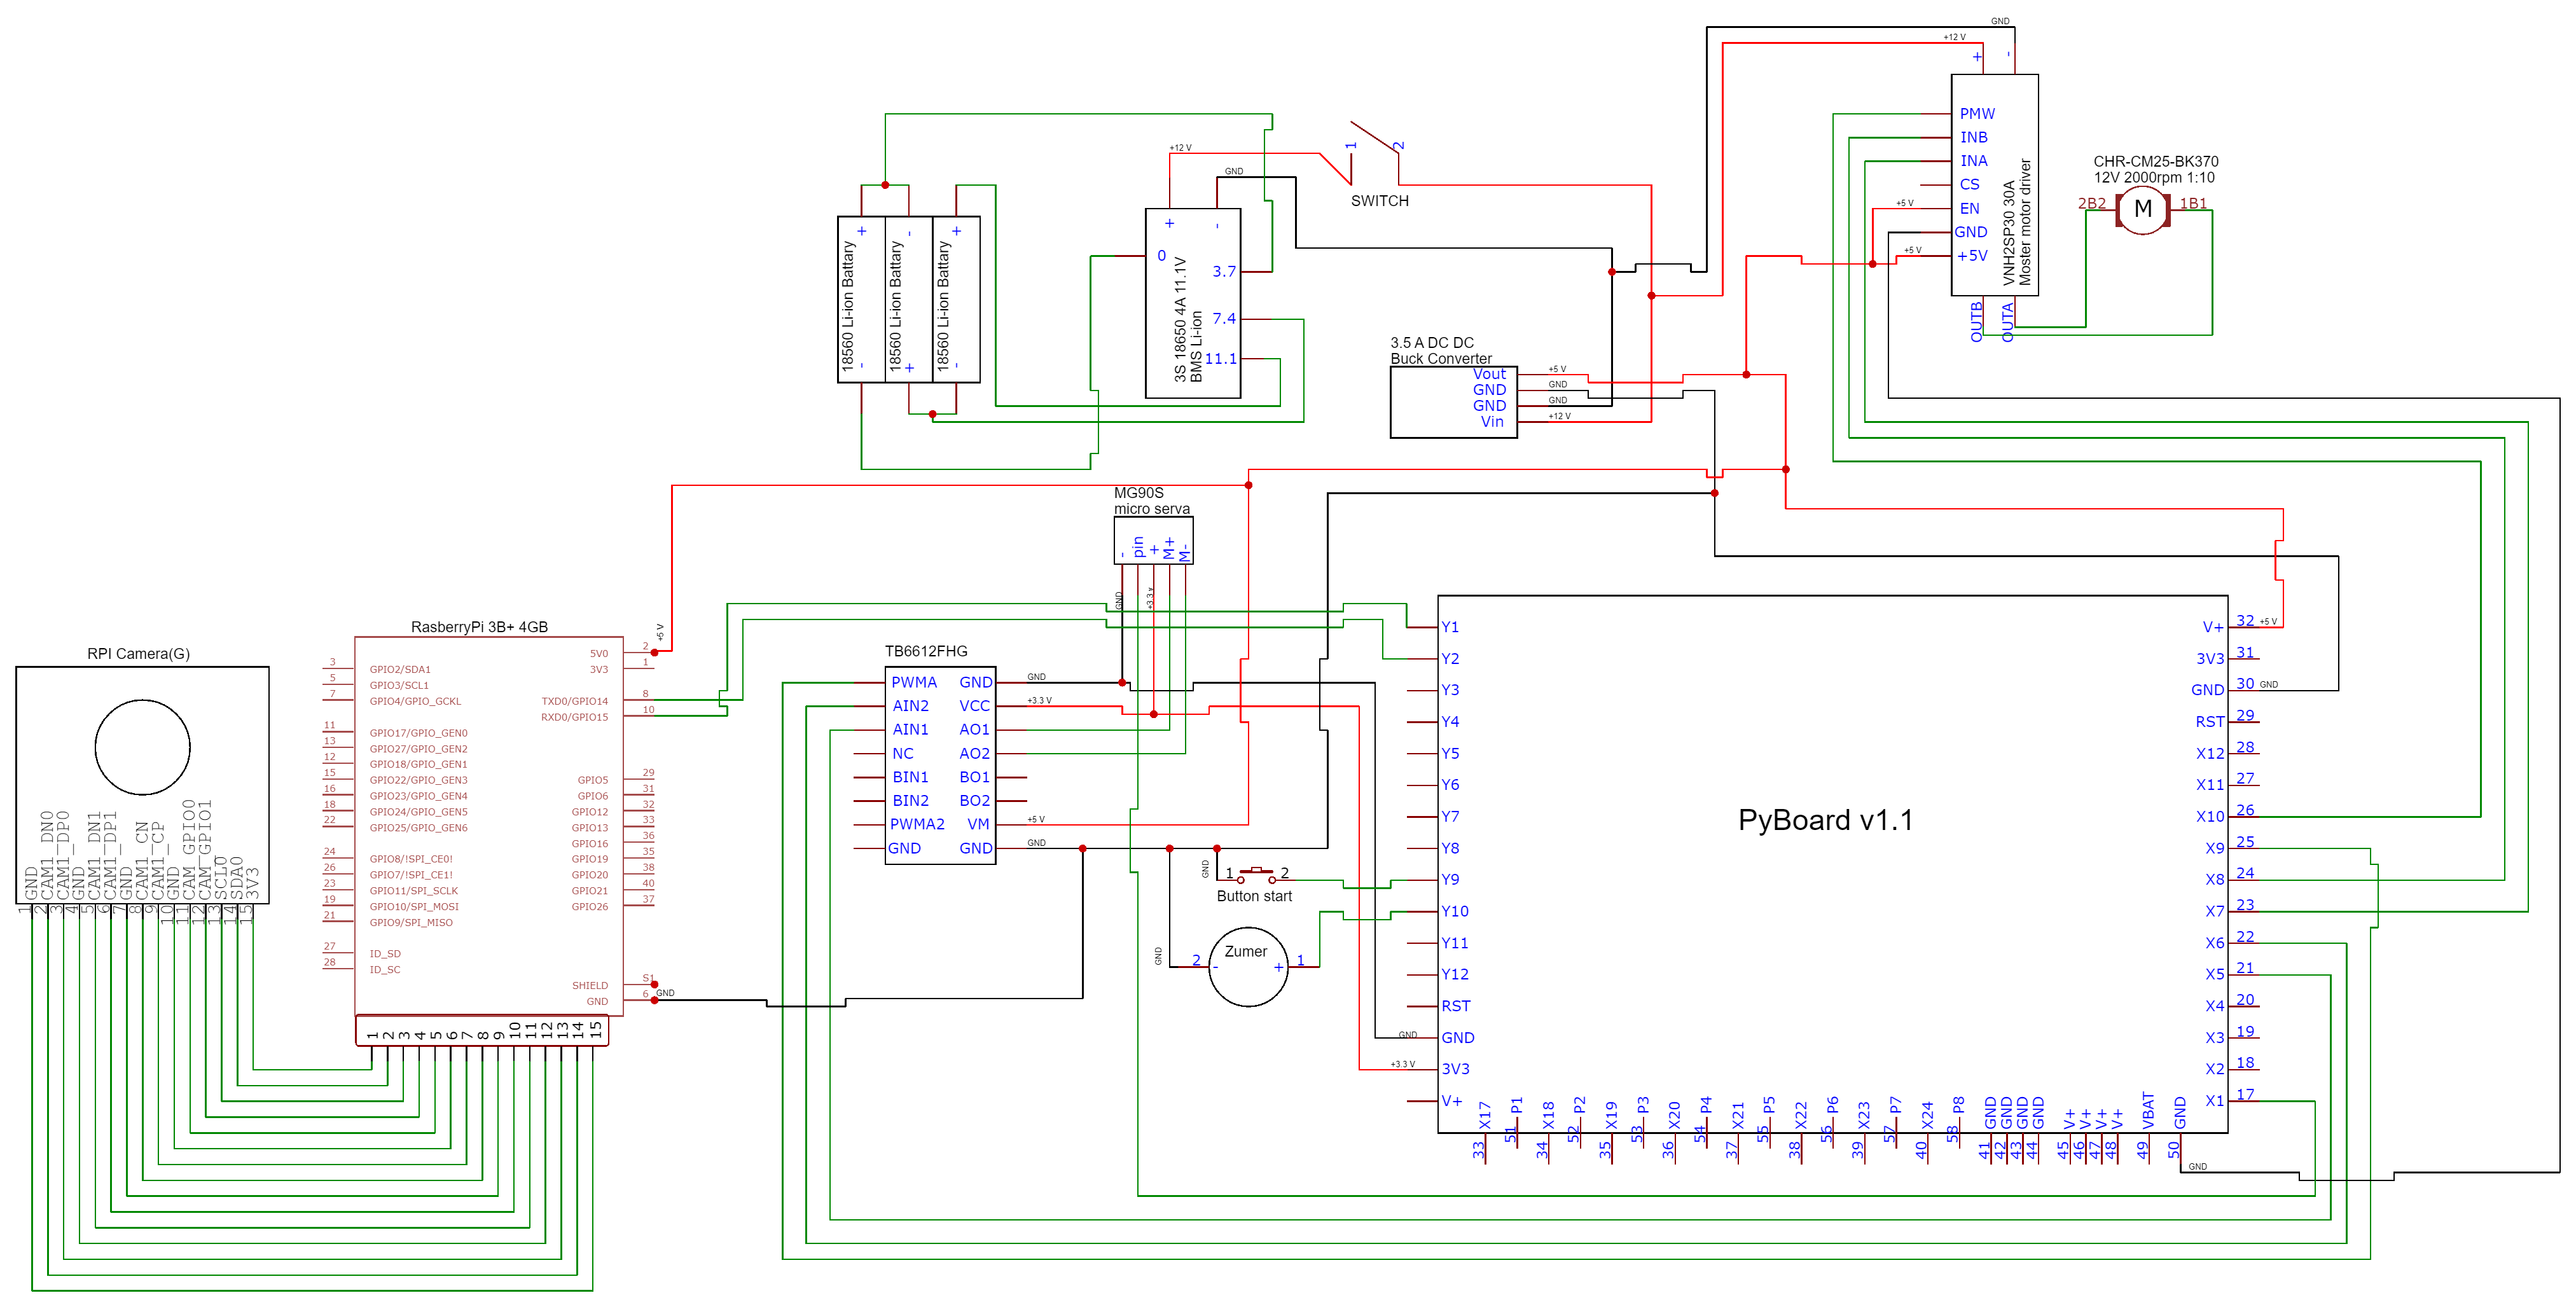 GND
+12 V
+
-
PMW
INB
INA
CS
+5 V
EN
GND
+5 V
+5V
VNH2SP30 30A
Moster motor driver
OUTB
OUTA
CHR-CM25-BK370
12V 2000rpm 1:10
2B2
M
1B1
+12 V
GND
1
2
SWITCH
+
-
0
3.7
7.4
11.1
3S 18650 4A 11.1V
BMS Li-ion
+
18560 Li-ion Battary
-
-
18560 Li-ion Battary
+
+
18560 Li-ion Battary
-
3.5 A DC DC
Buck Converter
Vout
+5 V
GND
GND
GND
GND
Vin
+12 V
MG90S
micro serva
-
pin
+
M+
M-
GND
+3.3 V
RasberryPi 3B+ 4GB
+5 V
5V0
2
3V3
1
TXD0/GPIO14
8
RXD0/GPIO15
10
GPIO5
29
GPIO6
31
GPIO12
32
GPIO13
33
GPIO16
36
GPIO19
35
GPIO20
38
GPIO21
40
GPIO26
37
SHIELD
S1
GND
6
GND
3
GPIO2/SDA1
5
GPIO3/SCL1
7
GPIO4/GPIO_GCKL
11
GPIO17/GPIO_GEN0
13
GPIO27/GPIO_GEN2
12
GPIO18/GPIO_GEN1
15
GPIO22/GPIO_GEN3
16
GPIO23/GPIO_GEN4
18
GPIO24/GPIO_GEN5
22
GPIO25/GPIO_GEN6
24
GPIO8/!SPI_CE0!
26
GPIO7/!SPI_CE1!
23
GPIO11/SPI_SCLK
19
GPIO10/SPI_MOSI
21
GPIO9/SPI_MISO
27
ID_SD
28
ID_SC
1 2 3 4 5 6 7 8 9 10 11 12 13 14 15
RPI Camera(G)
GND
CAM1_DN0
CAM1_DP0
GND
CAM1_DN1
CAM1_DP1
GND
CAM1_CN
CAM1_CP
GND
CAM_GPIO0
CAM_GPIO1
SCL0
SDA0
3V3
1 2 3 4 5 6 7 8 9 10 11 12 13 14 15
TB6612FHG
PWMA
AIN2
AIN1
NC
BIN1
BIN2
PWMA2
GND
GND
GND
VCC
+3.3 V
AO1
AO2
BO1
BO2
VM
+5 V
GND
GND
GND
1
2
Button start
GND
2
-
Zumer
+
1
PyBoard v1.1
Y1
Y2
Y3
Y4
Y5
Y6
Y7
Y8
Y9
Y10
Y11
Y12
RST
GND
GND
+3.3 V
3V3
V+
V+
32
+5 V
3V3
31
GND
30
GND
RST
29
X12
28
X11
27
X10
26
X9
25
X8
24
X7
23
X6
22
X5
21
X4
20
X3
19
X2
18
X1
17
X17
33
P1
51
X18
34
P2
52
X19
35
P3
53
X20
36
P4
54
X21
37
P5
55
X22
38
P6
56
X23
39
P7
57
X24
40
P8
58
GND
41
GND
42
GND
43
GND
44
V+
45
V+
46
V+
47
V+
48
VBAT
49
GND
50
GND